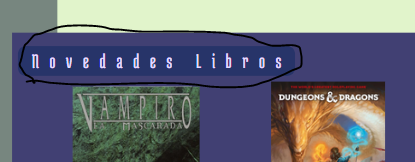 Novedades Libros
VAMPIRO
LA MASCARADA
DUNGEONS & DRAGONS